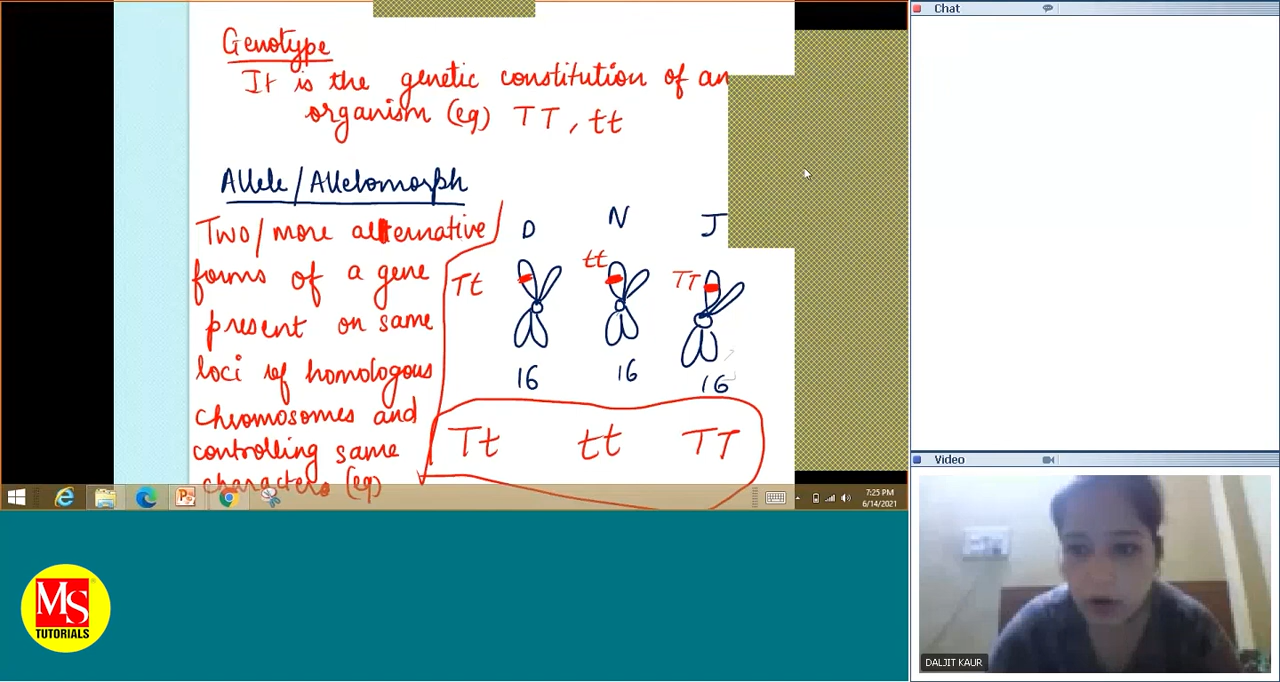 Genotype
It is the genetic constitution of an
organism (eg) TT, tt
Allele/Allelomorph
Two/more alternative
forms of a gene
present on same
loci of homologous
chromosomes and
controlling same
characters (eg)
D N J
Tt tt TT
16 16 16
Tt tt TT
7:25 PM
6/14/2021
MS
TUTORIALS
Chat
Video
DALJIT KAUR